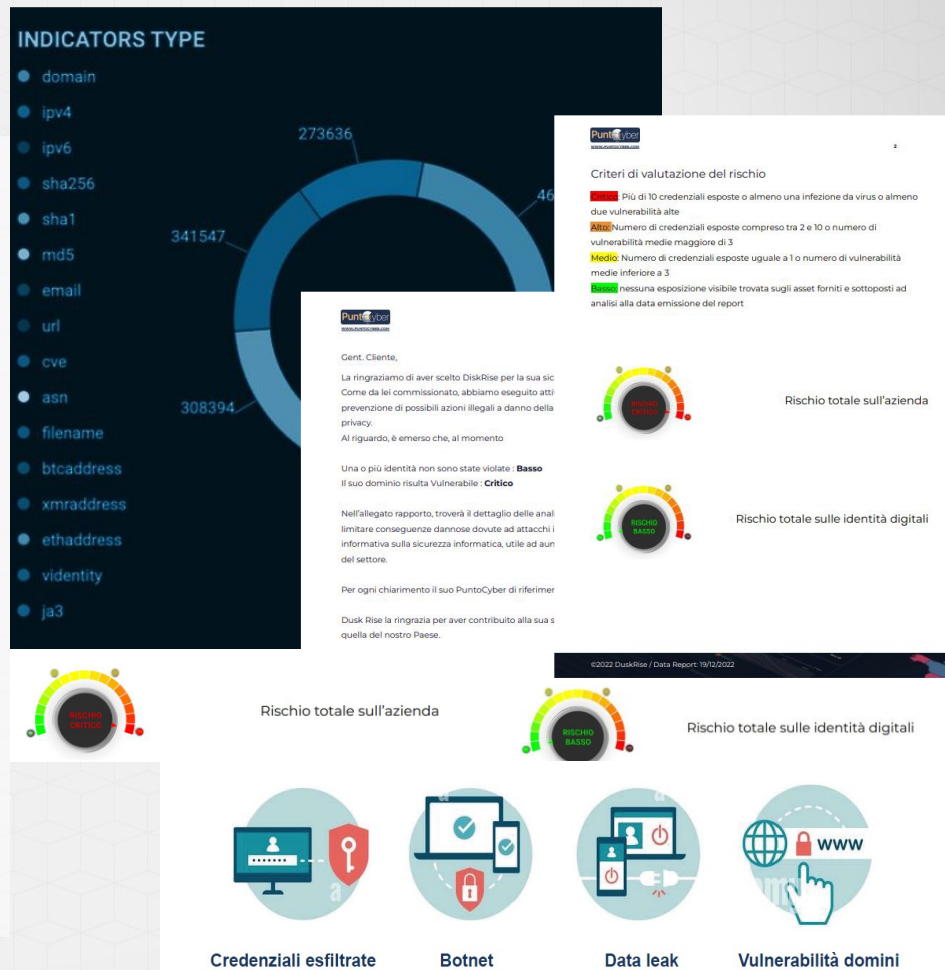 INDICATORS TYPE
domain
ipv4
ipv6
sha256
sha1
md5
email
url
cve
asn
filename
btcaddress
xmraddress
ethaddress
videntity
ja3
273636
341547
308394
46
PuntoCyber
WWW.PUNTOCYBER.COM
2
Criteri di valutazione del rischio
Critico: Più di 10 credenziali esposte o almeno una infezione da virus o almeno
due vulnerabilità alte
Alto: Numero di credenziali esposte compreso tra 2 e 10 o numero di
vulnerabilità medie maggiore di 3
Medio: Numero di credenziali esposte uguale a 1 o numero di vulnerabilità
medie inferiore a 3
Basso: nessuna esposizione visibile trovata sugli asset forniti e sottoposti ad
analisi alla data emissione del report
RISCHIO
CRITICO
Rischio totale sull'azienda
RISCHIO
BASSO
Rischio totale sulle identità digitali
©2022 DuskRise / Data Report: 19/12/2022
PuntoCyber
WWW.PUNTOCYBER.COM
Gent. Cliente,
La ringraziamo di aver scelto DiskRise per la sua sic
Come da lei commissionato, abbiamo eseguito atti
prevenzione di possibili azioni illegali a danno della
privacy.
Al riguardo, è emerso che, al momento
Una o più identità non sono state violate : Basso
Il suo dominio risulta Vulnerabile : Critico
Nell'allegato rapporto, troverà il dettaglio delle anal
limitare conseguenze dannose dovute ad attacchi i
informativa sulla sicurezza informatica, utile ad aun
del settore.
Per ogni chiarimento il suo PuntoCyber di riferimer
Dusk Rise la ringrazia per aver contribuito alla sua s
quella del nostro Paese.
RISCHIO
CRITICO
Rischio totale sull'azienda
RISCHIO
BASSO
Rischio totale sulle identità digitali
WWW
Credenziali esfiltrate
Botnet
Data leak
Vulnerabilità domini